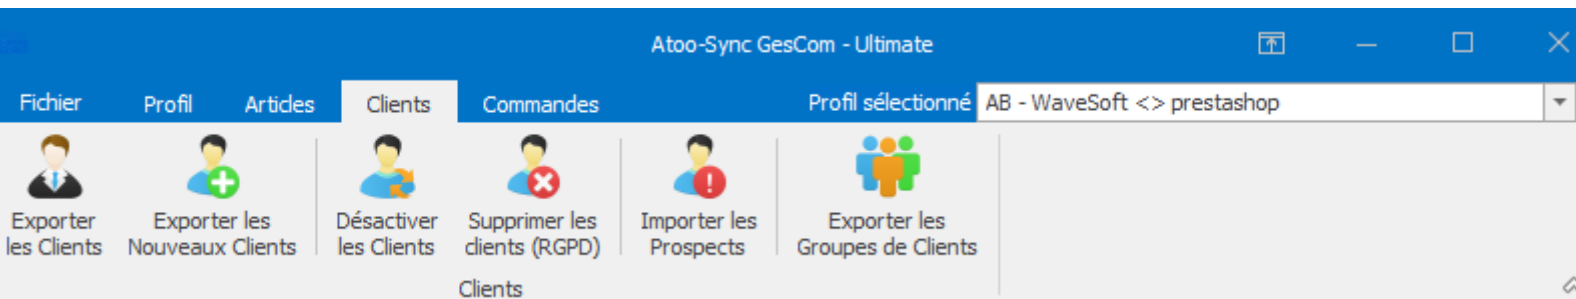 Atoo-Sync GesCom - Ultimate
Fichier Profil Articles Clients Commandes Profil sélectionné AB - WaveSoft <> prestashop
Exporter les Clients
Exporter les Nouveaux Clients
Désactiver les Clients
Supprimer les clients (RGPD)
Importer les Prospects
Exporter les Groupes de Clients
Clients